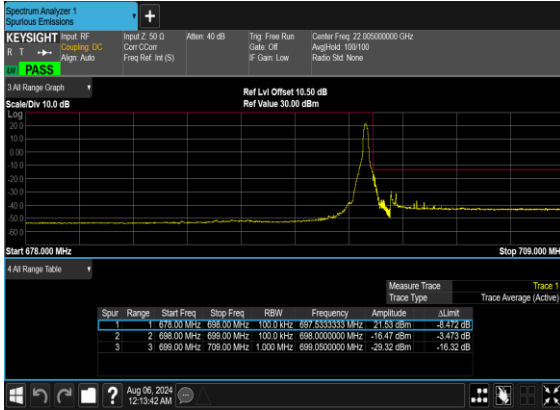 Spectrum Analyzer 1
Spurious Emissions
+
KEYSIGHT Input: RF Input Z: 50 Ω Atten: 40 dB Trig: Free Run Center Freq: 22.005000000 GHz
R T Coupling: DC Corr CCorr Gate: Off Avg|Hold: 100/100
Align: Auto Freq Ref: Int (S) IF Gain: Low Radio Std: None
PASS
3 All Range Graph
Ref Lvl Offset 10.50 dB
Scale/Div 10.0 dB Ref Value 30.00 dBm
Log
20.0
10.0
0.00
-10.0
-20.0
-30.0
-40.0
-50.0
-60.0
Start 678.000 MHz Stop 709.000 MH
4 All Range Table
Measure Trace Trace 1
Trace Type Trace Average (Active)
Spur Range Start Freq Stop Freq RBW Frequency Amplitude ΔLimit
1 1 678.00 MHz 698.00 MHz 100.0 kHz 697.5333333 MHz 21.53 dBm -8.472 dB
2 2 698.00 MHz 699.00 MHz 100.0 kHz 698.0000000 MHz -16.47 dBm -3.473 dB
3 3 699.00 MHz 709.00 MHz 1.000 MHz 699.0500000 MHz -29.32 dBm -16.32 dB
? Aug 06, 2024
12:13:42 AM